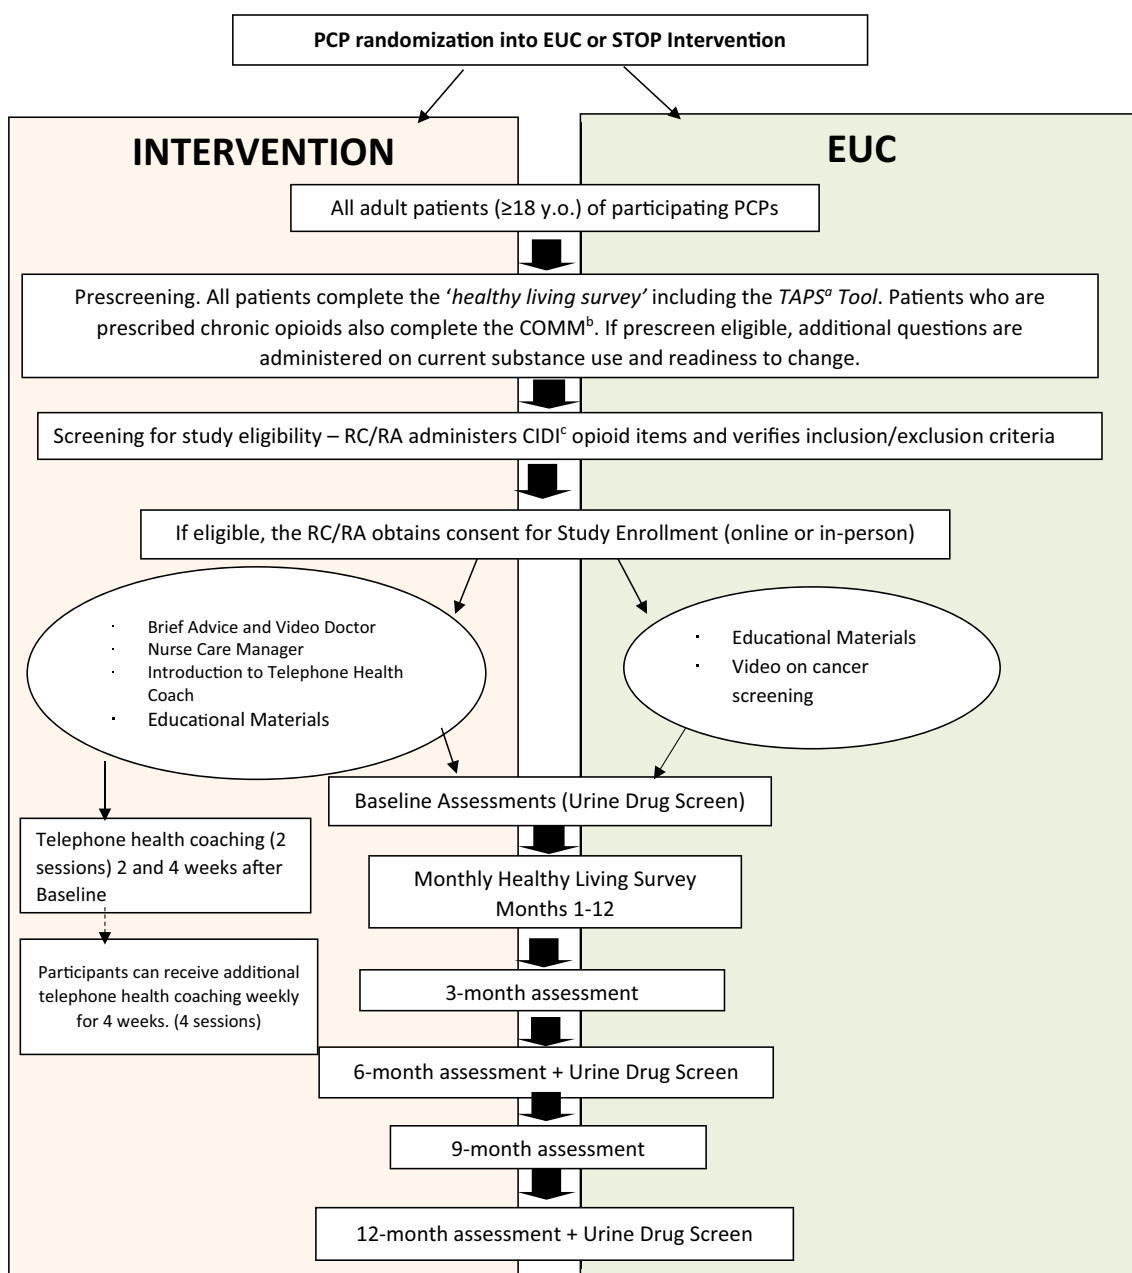 PCP randomization into EUC or STOP Intervention
INTERVENTION
EUC
All adult patients (≥18 y.o.) of participating PCPs
Prescreening. All patients complete the ‘healthy living survey’ including the TAPSᵃ Tool. Patients who are
prescribed chronic opioids also complete the COMMᵇ. If prescreen eligible, additional questions are
administered on current substance use and readiness to change.
Screening for study eligibility – RC/RA administers CIDIᶜ opioid items and verifies inclusion/exclusion criteria
If eligible, the RC/RA obtains consent for Study Enrollment (online or in-person)
· Brief Advice and Video Doctor
· Nurse Care Manager
· Introduction to Telephone Health
Coach
· Educational Materials
· Educational Materials
· Video on cancer
screening
Baseline Assessments (Urine Drug Screen)
Telephone health coaching (2
sessions) 2 and 4 weeks after
Baseline
Monthly Healthy Living Survey
Months 1-12
Participants can receive additional
telephone health coaching weekly
for 4 weeks. (4 sessions)
3-month assessment
6-month assessment + Urine Drug Screen
9-month assessment
12-month assessment + Urine Drug Screen